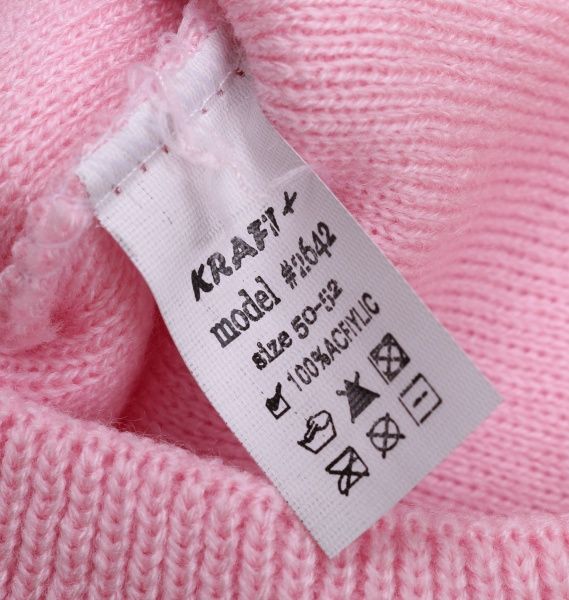 KRAFT+
model #2642
size 50-52
100%ACRYLIC